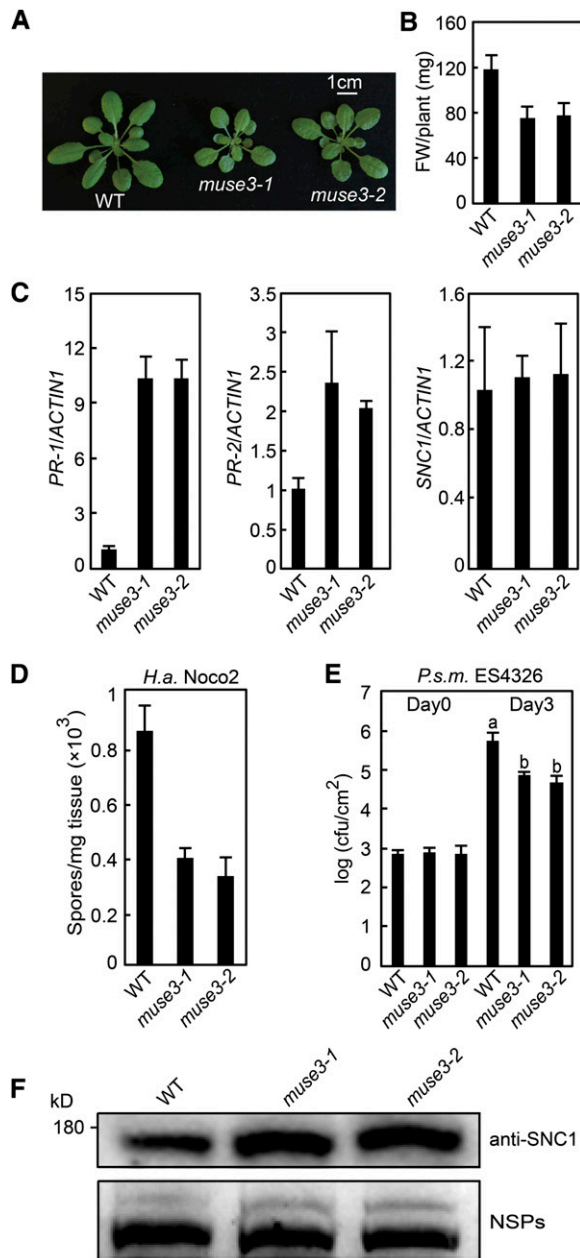 A
1cm
WT
muse3-1
muse3-2
B
FW/plant (mg)
160
120
80
40
0
WT
muse3-1
muse3-2
C
PR-1/ACTIN1
15
12
9
6
3
0
WT
muse3-1
muse3-2
PR-2/ACTIN1
3.5
3
2.5
2
1.5
1
0.5
0
WT
muse3-1
muse3-2
SNC1/ACTIN1
1.6
1.2
0.8
0.4
0
WT
muse3-1
muse3-2
D
H.a. Noco2
Spores/mg tissue (×10³)
1
0.8
0.6
0.4
0.2
0
WT
muse3-1
muse3-2
E
P.s.m. ES4326
Day0 Day3
log (cfu/cm²)
7
6
5
4
3
2
1
0
a
b b
WT
muse3-1
muse3-2
WT
muse3-1
muse3-2
F
kD
WT
muse3-1
muse3-2
180
anti-SNC1
NSPs